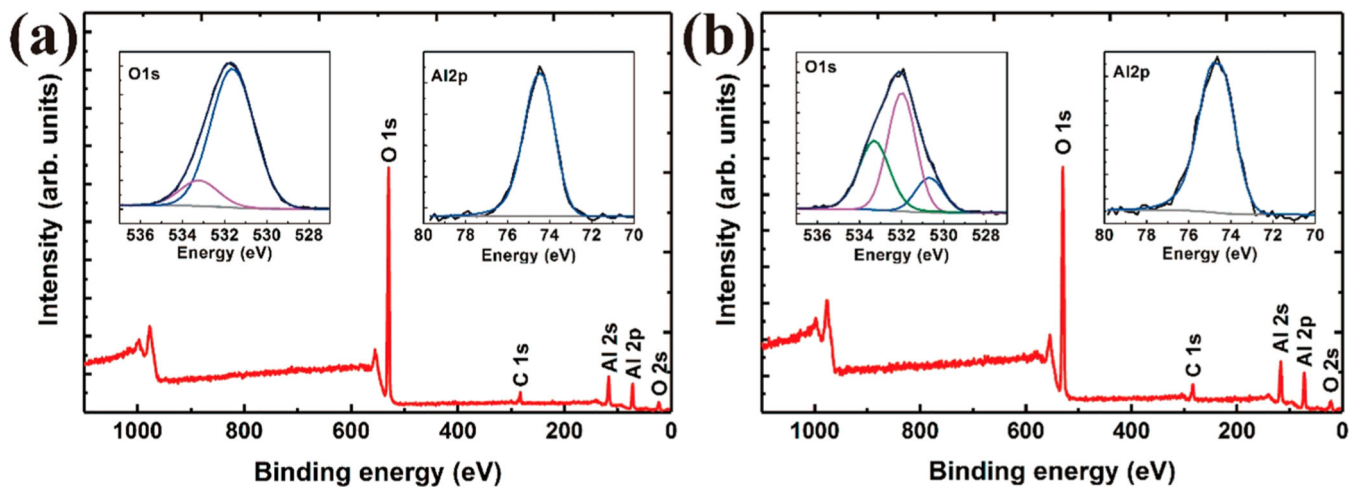 (a)
Intensity (arb. units)
O1s
536 534 532 530 528
Energy (eV)
Al2p
80 78 76 74 72 70
Energy (eV)
O 1s
C 1s
Al 2s
Al 2p
O 2s
1000 800 600 400 200 0
Binding energy (eV)
(b)
Intensity (arb. units)
O1s
536 534 532 530 528
Energy (eV)
Al2p
80 78 76 74 72 70
Energy (eV)
O 1s
C 1s
Al 2s
Al 2p
O 2s
1000 800 600 400 200 0
Binding energy (eV)